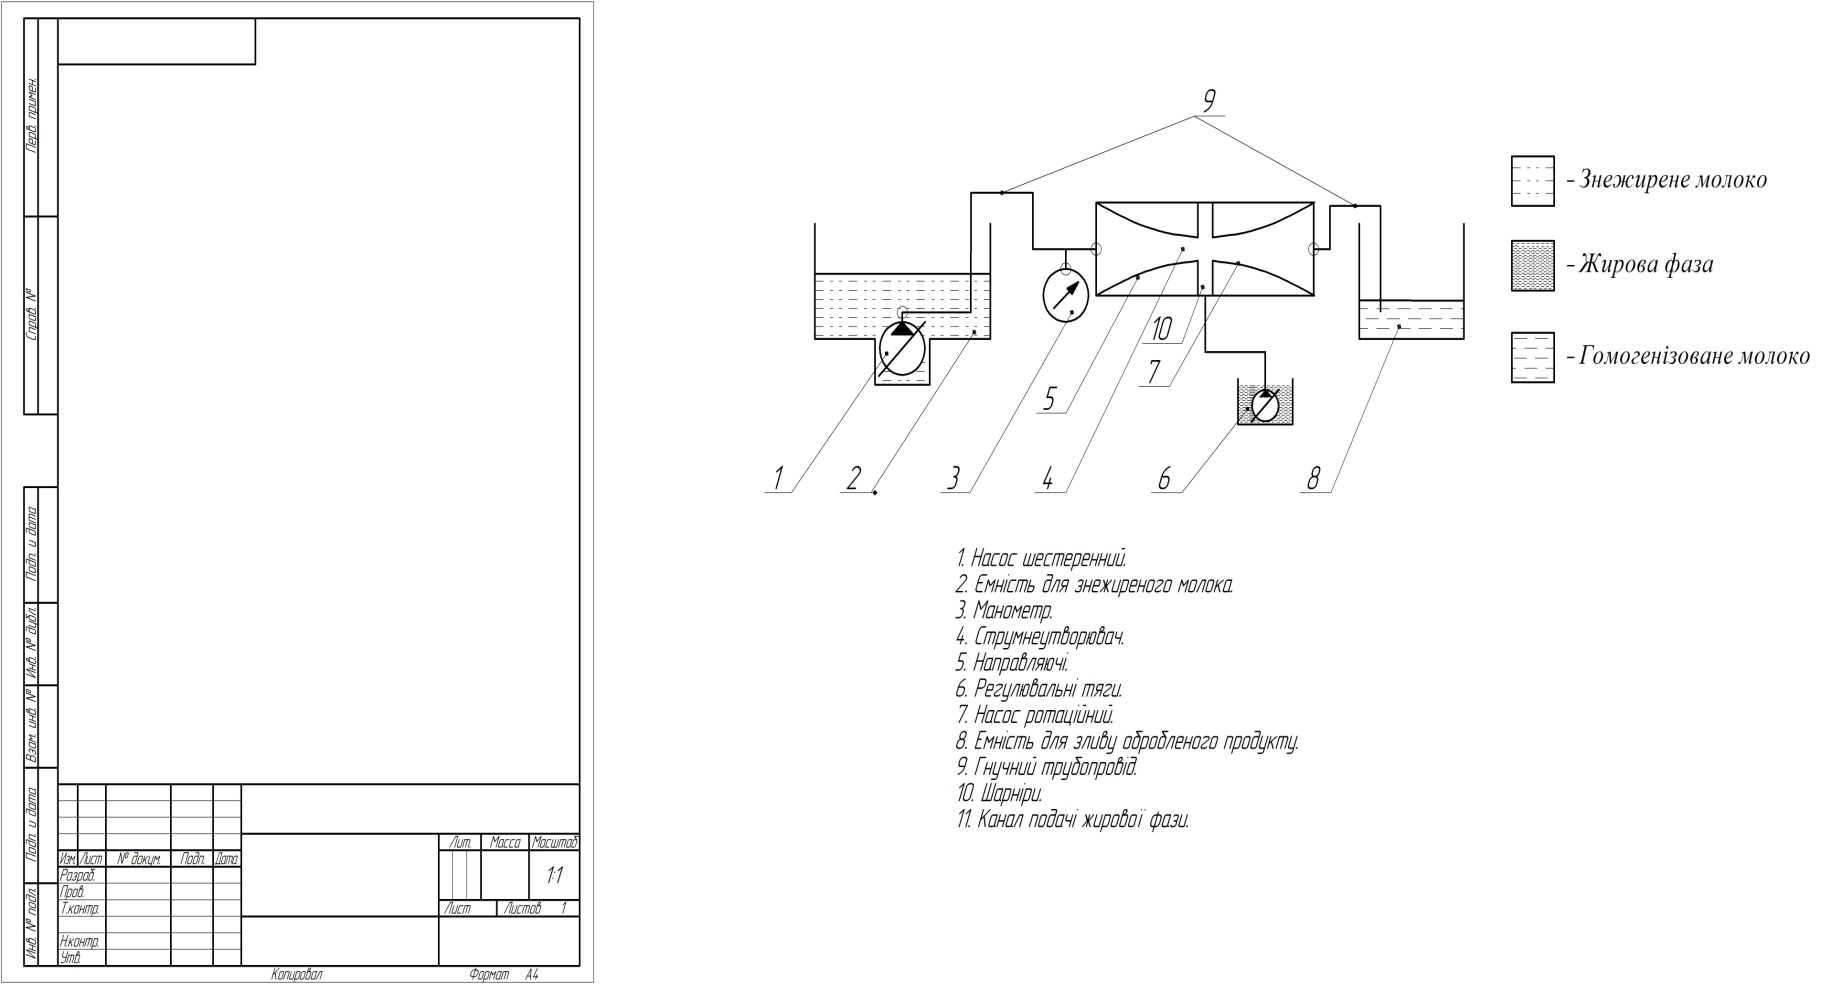 Перв. примен.
Справ. №
Подп. и дата
Инв. № дубл.
Взам. инв. №
Подп. и дата
Инв. № подл.
Изм. Лист № докум. Подп. Дата
Разраб.
Пров.
Т.контр.
Н.контр.
Утв.
Лит. Масса Масштаб
1:1
Лист Листов 1
Копировал Формат A4
9
10
7
5
1 2 3 4 6 8
- Знежирене молоко
- Жирова фаза
- Гомогенізоване молоко
1. Насос шестеренний.
2. Емність для знежиреного молока.
3. Манометр.
4. Струмнеутворювач.
5. Направляючі.
6. Регулювальні тяги.
7. Насос ротаційний.
8. Емність для зливу обробленого продукту.
9. Гнучний трубопровід.
10. Шарніри.
11. Канал подачі жирової фази.